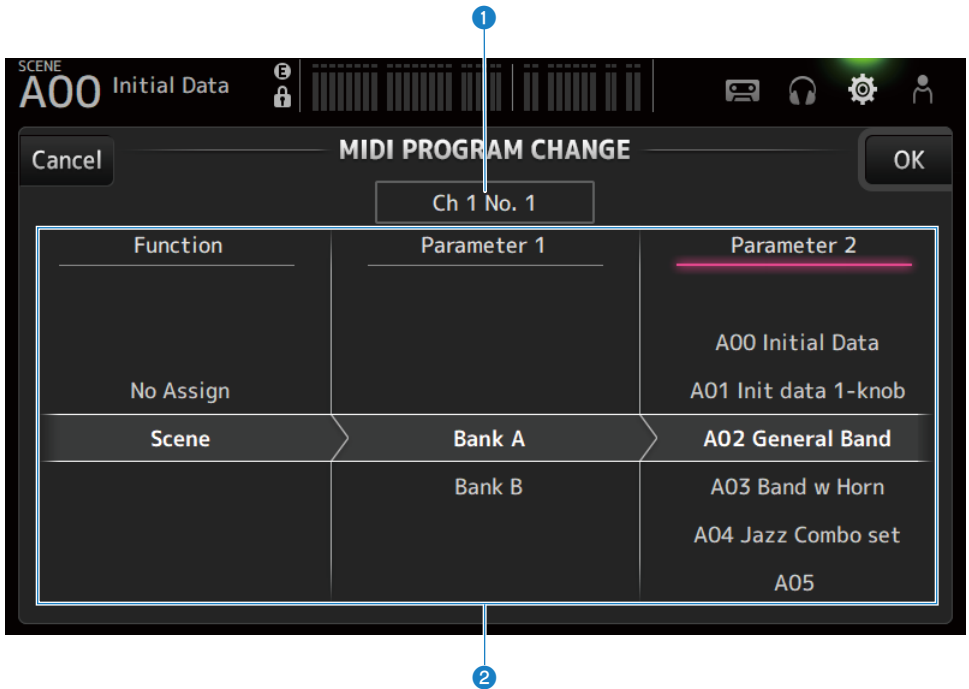 1
SCENE
A00 Initial Data
E
MIDI PROGRAM CHANGE
Cancel
OK
Ch 1 No. 1
Function Parameter 1 Parameter 2
A00 Initial Data
No Assign A01 Init data 1-knob
Scene Bank A A02 General Band
Bank B A03 Band w Horn
A04 Jazz Combo set
A05
2